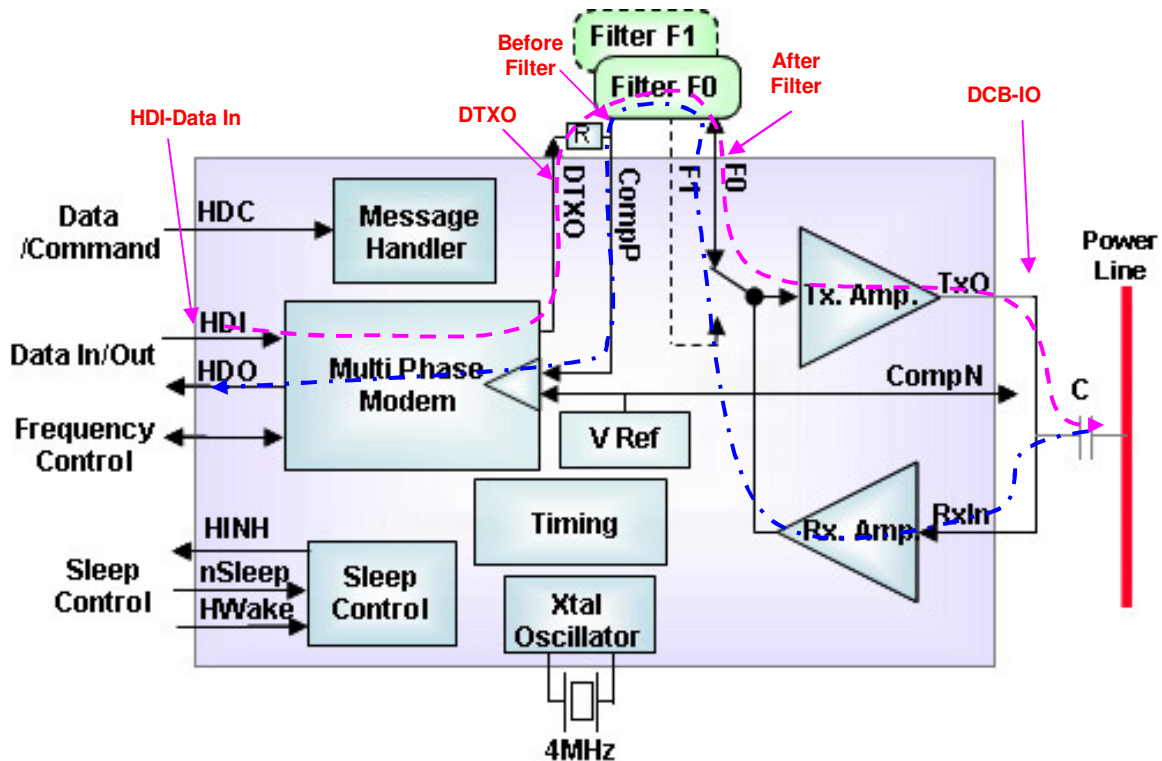 Filter F1
Before
Filter
Filter F0
After
Filter
DCB-IO
HDI-Data In
DTXO
R
DTXO
CompP
F1
F0
Data
/Command
HDC
Message
Handler
Power
Line
Tx. Amp.
TxO
HDI
Data In/Out
HDO
Multi Phase
Modem
CompN
C
V Ref
Frequency
Control
Timing
Rx. Amp
RxIn
HINH
Sleep
Control
nSleep
HWake
Sleep
Control
Xtal
Oscillator
4MHz